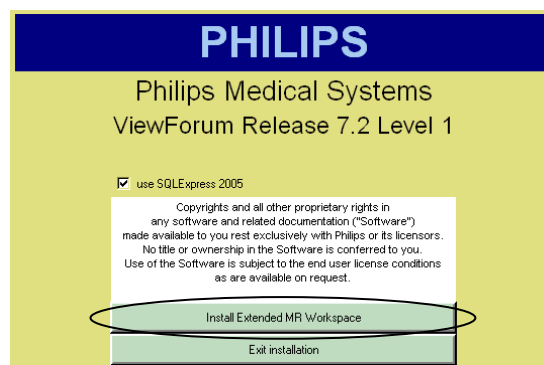 PHILIPS
Philips Medical Systems
ViewForum Release 7.2 Level 1
use SQLExpress 2005
Copyrights and all other proprietary rights in
any software and related documentation ("Software")
made available to you rest exclusively with Philips or its licensors.
No title or ownership in the Software is conferred to you.
Use of the Software is subject to the end user license conditions
as are available on request.
Install Extended MR Workspace
Exit installation